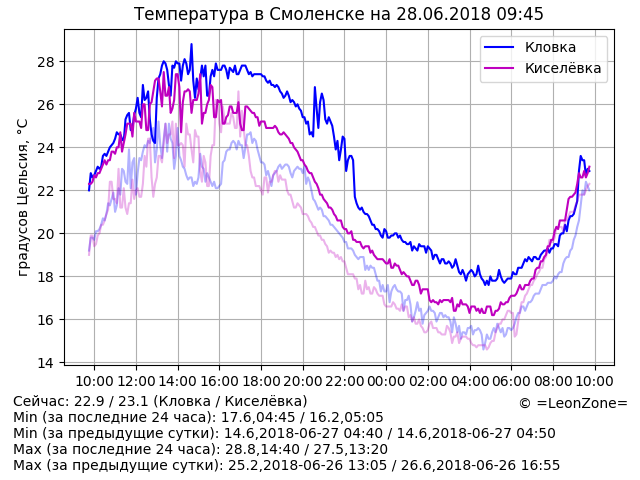 Температура в Смоленске на 28.06.2018 09:45
градусов Цельсия, °C
28
26
24
22
20
18
16
14
Кловка
Киселёвка
10:00 12:00 14:00 16:00 18:00 20:00 22:00 00:00 02:00 04:00 06:00 08:00 10:00
Сейчас: 22.9 / 23.1 (Кловка / Киселёвка)
© =LeonZone=
Min (за последние 24 часа): 17.6,04:45 / 16.2,05:05
Min (за предыдущие сутки): 14.6,2018-06-27 04:40 / 14.6,2018-06-27 04:50
Max (за последние 24 часа): 28.8,14:40 / 27.5,13:20
Max (за предыдущие сутки): 25.2,2018-06-26 13:05 / 26.6,2018-06-26 16:55